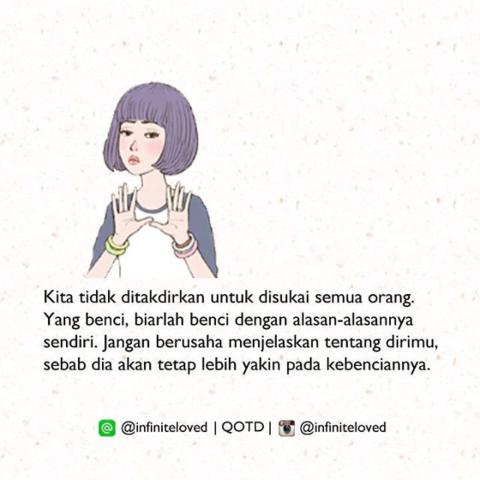 Kita tidak ditakdirkan untuk disukai semua orang.
Yang benci, biarlah benci dengan alasan-alasannya
sendiri. Jangan berusaha menjelaskan tentang dirimu,
sebab dia akan tetap lebih yakin pada kebenciannya.
@infiniteloved | QOTD | @infiniteloved